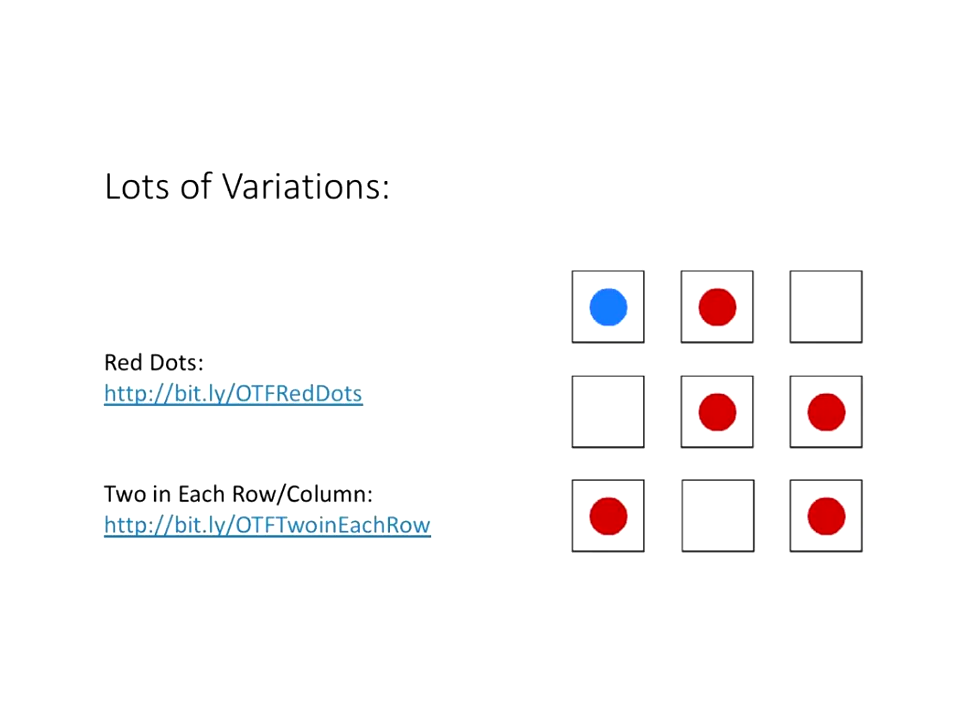 Lots of Variations:
Red Dots:
http://bit.ly/OTFRedDots
Two in Each Row/Column:
http://bit.ly/OTFTwoinEachRow